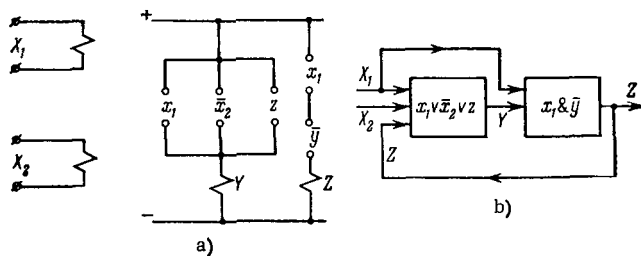 X₁
X₂
+
−
x₁ x̄₂ z
x₁
ȳ
Y
Z
a)
X₁
X₂
Z
x₁ ∨ x̄₂ ∨ z
Y
x₁ & ȳ
Z
b)